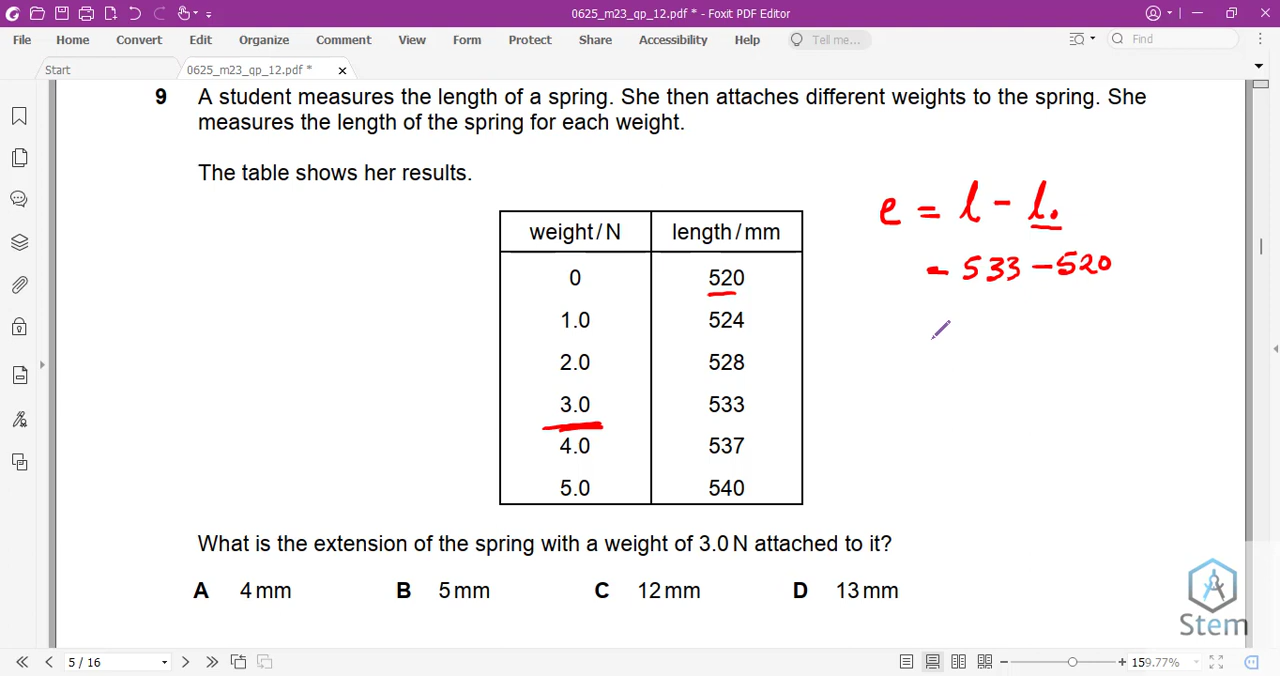 0625_m23_qp_12.pdf * - Foxit PDF Editor
File Home Convert Edit Organize Comment View Form Protect Share Accessibility Help Tell me... Find
Start 0625_m23_qp_12.pdf *
9 A student measures the length of a spring. She then attaches different weights to the spring. She
measures the length of the spring for each weight.
The table shows her results.
weight/N length/mm
0 520
1.0 524
2.0 528
3.0 533
4.0 537
5.0 540
e = l - l₀
= 533 - 520
What is the extension of the spring with a weight of 3.0 N attached to it?
A 4 mm B 5 mm C 12 mm D 13 mm
Stem
5 / 16 159.77%